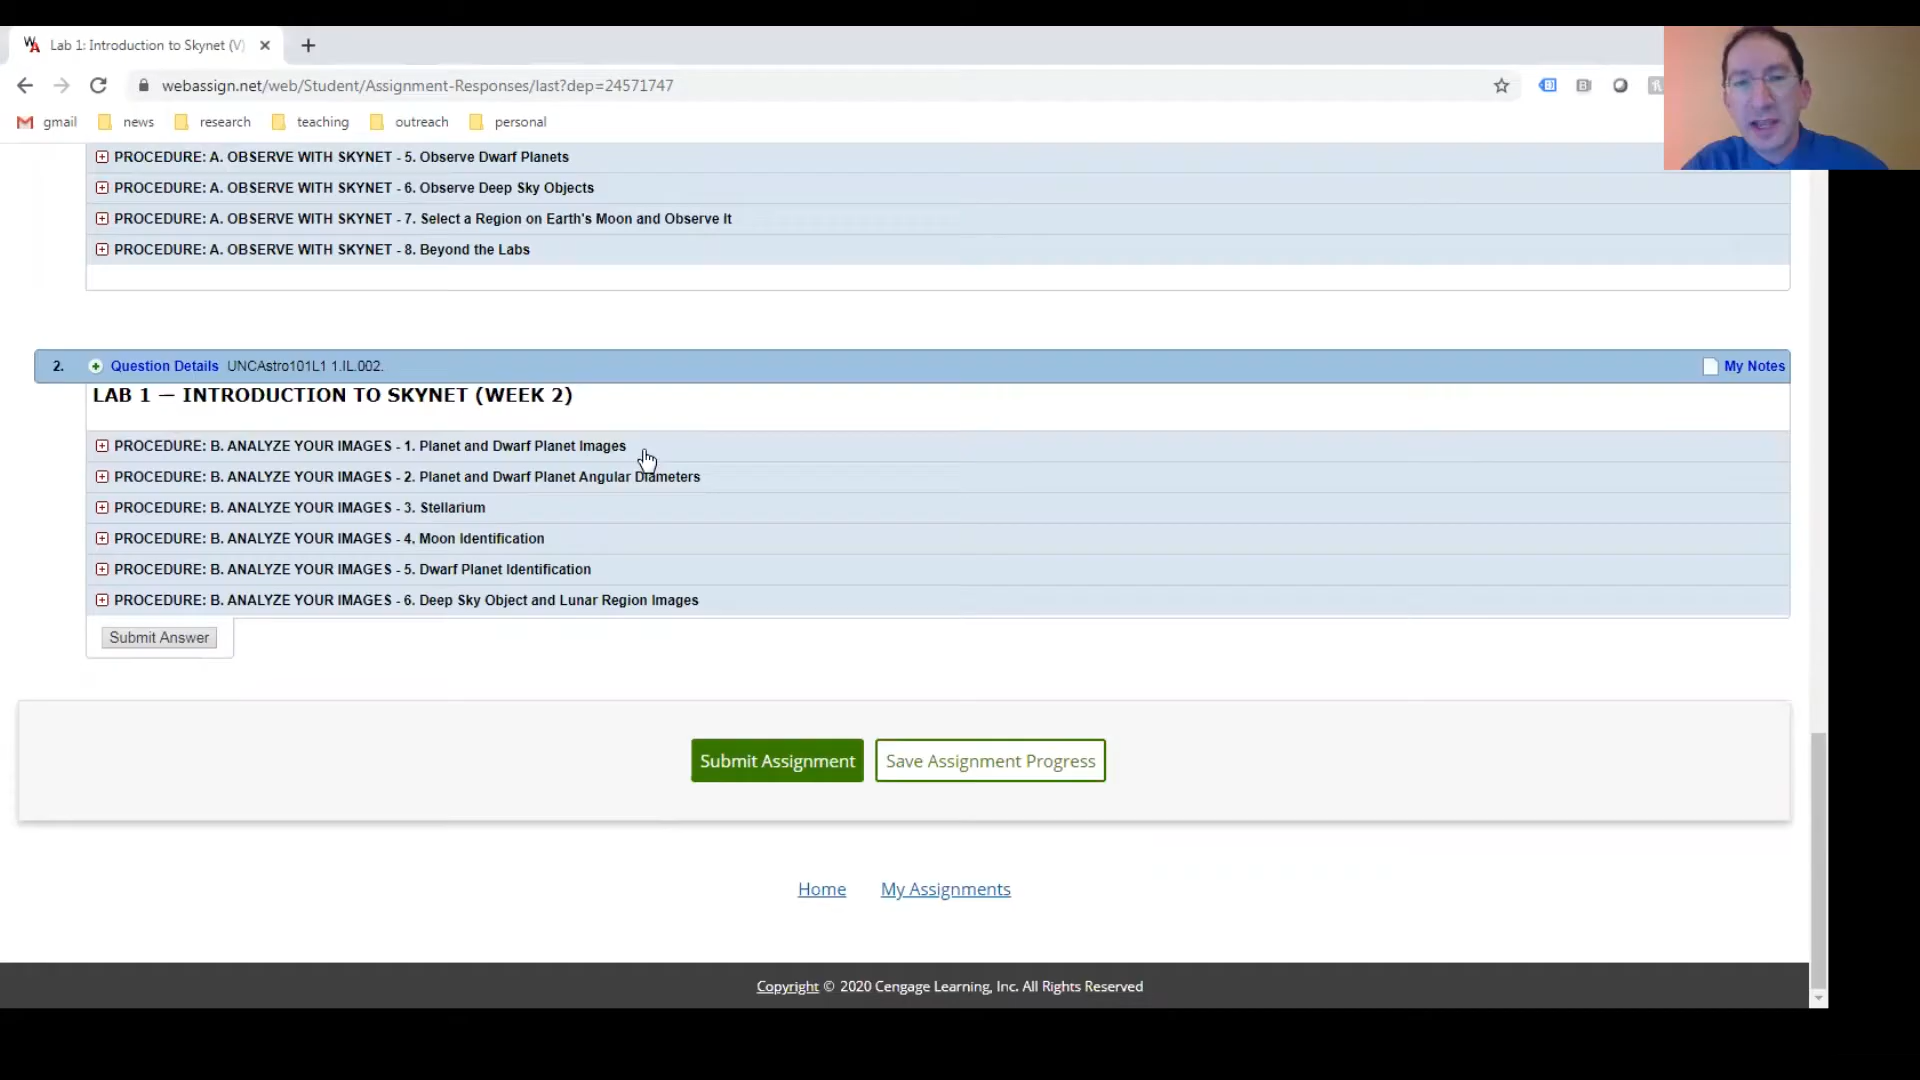 Lab 1: Introduction to Skynet (V)
webassign.net/web/Student/Assignment-Responses/last?dep=24571747
gmail news research teaching outreach personal
PROCEDURE: A. OBSERVE WITH SKYNET - 5. Observe Dwarf Planets
PROCEDURE: A. OBSERVE WITH SKYNET - 6. Observe Deep Sky Objects
PROCEDURE: A. OBSERVE WITH SKYNET - 7. Select a Region on Earth's Moon and Observe It
PROCEDURE: A. OBSERVE WITH SKYNET - 8. Beyond the Labs
2. Question Details UNCAstro101L1 1.IL.002. My Notes
LAB 1 — INTRODUCTION TO SKYNET (WEEK 2)
PROCEDURE: B. ANALYZE YOUR IMAGES - 1. Planet and Dwarf Planet Images
PROCEDURE: B. ANALYZE YOUR IMAGES - 2. Planet and Dwarf Planet Angular Diameters
PROCEDURE: B. ANALYZE YOUR IMAGES - 3. Stellarium
PROCEDURE: B. ANALYZE YOUR IMAGES - 4. Moon Identification
PROCEDURE: B. ANALYZE YOUR IMAGES - 5. Dwarf Planet Identification
PROCEDURE: B. ANALYZE YOUR IMAGES - 6. Deep Sky Object and Lunar Region Images
Submit Answer
Submit Assignment Save Assignment Progress
Home My Assignments
Copyright © 2020 Cengage Learning, Inc. All Rights Reserved